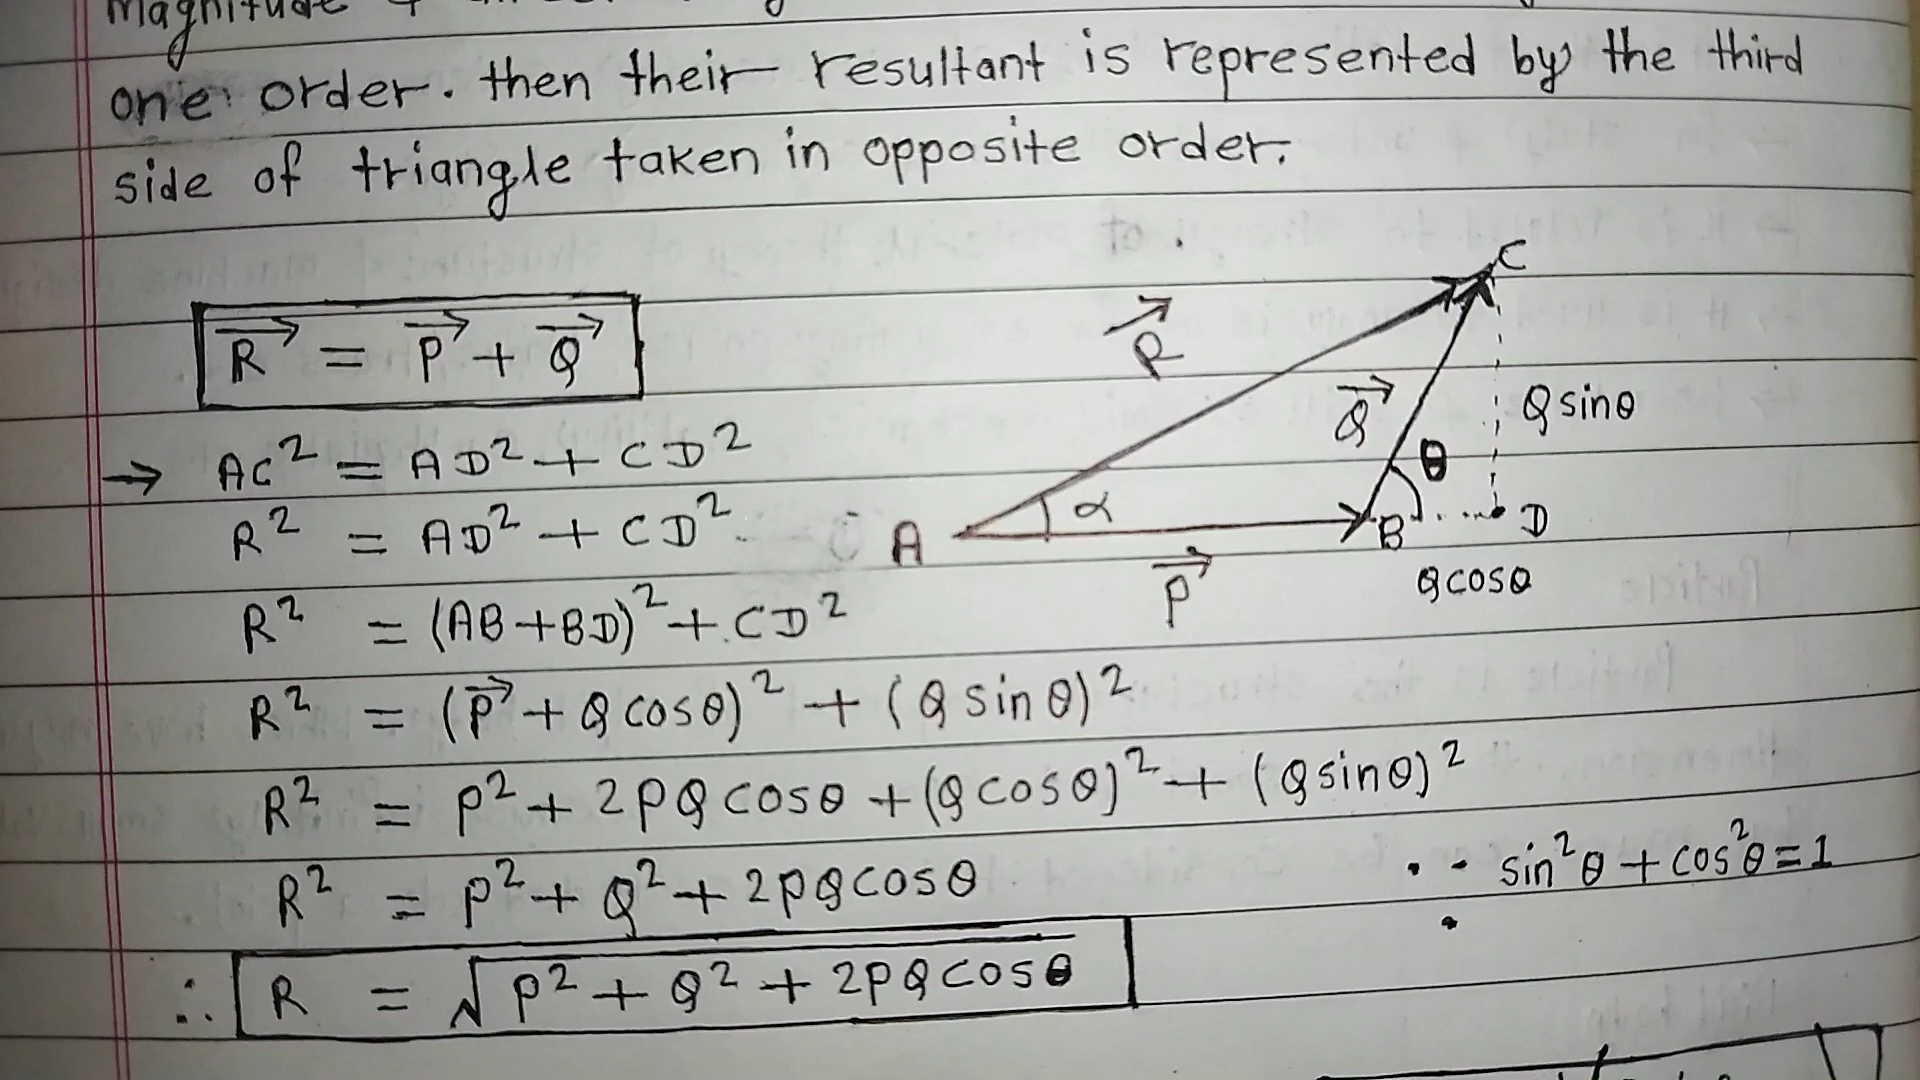 magnitude &
one order. then their resultant is represented by the third
side of triangle taken in opposite order.
R⃗ = P⃗ + Q⃗
→ AC² = AD² + CD²
R² = AD² + CD²
R² = (AB+BD)² + CD²
R² = (P⃗ + Q cosθ)² + (Q sin θ)²
R² = P² + 2PQ cosθ + (Q cosθ)² + (Q sinθ)²
R² = P² + Q² + 2PQ cosθ
∵ sin²θ + cos²θ = 1
∴ R = √P² + Q² + 2PQ cosθ
C
R⃗
Q⃗
Q sinθ
θ
α
A
B
D
P⃗
Q cosθ